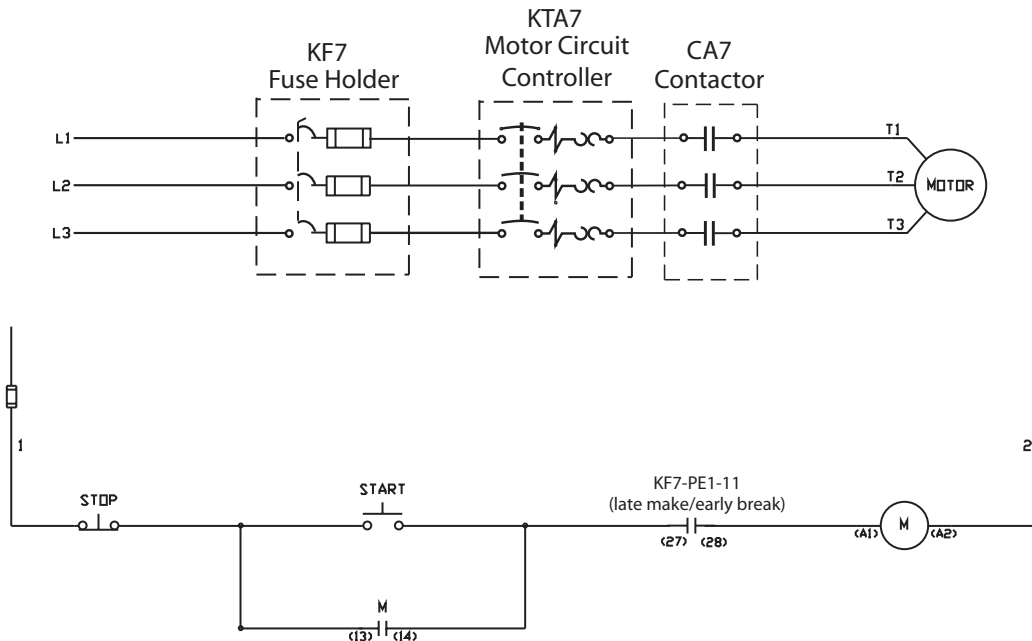 KTA7
Motor Circuit
Controller
KF7
Fuse Holder
CA7
Contactor
L1
T1
L2
T2
MOTOR
L3
T3
1
2
STOP
START
KF7-PE1-11
(late make/early break)
(27) (28)
(A1) M (A2)
M
(13) (14)